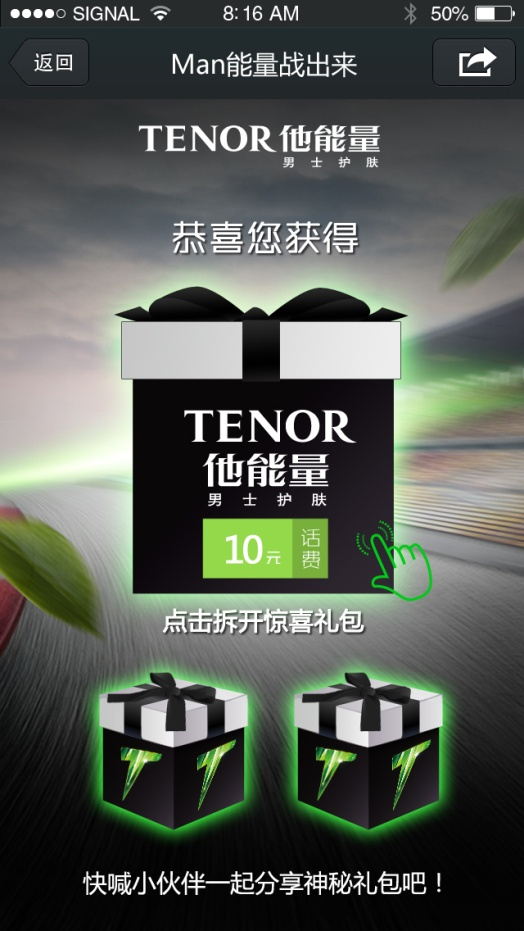 SIGNAL 8:16 AM 50%
返回 Man能量战出来
TENOR他能量
男士护肤
恭喜您获得
TENOR
他能量
男士护肤
10元 话费
点击拆开惊喜礼包
T T T T
快喊小伙伴一起分享神秘礼包吧！